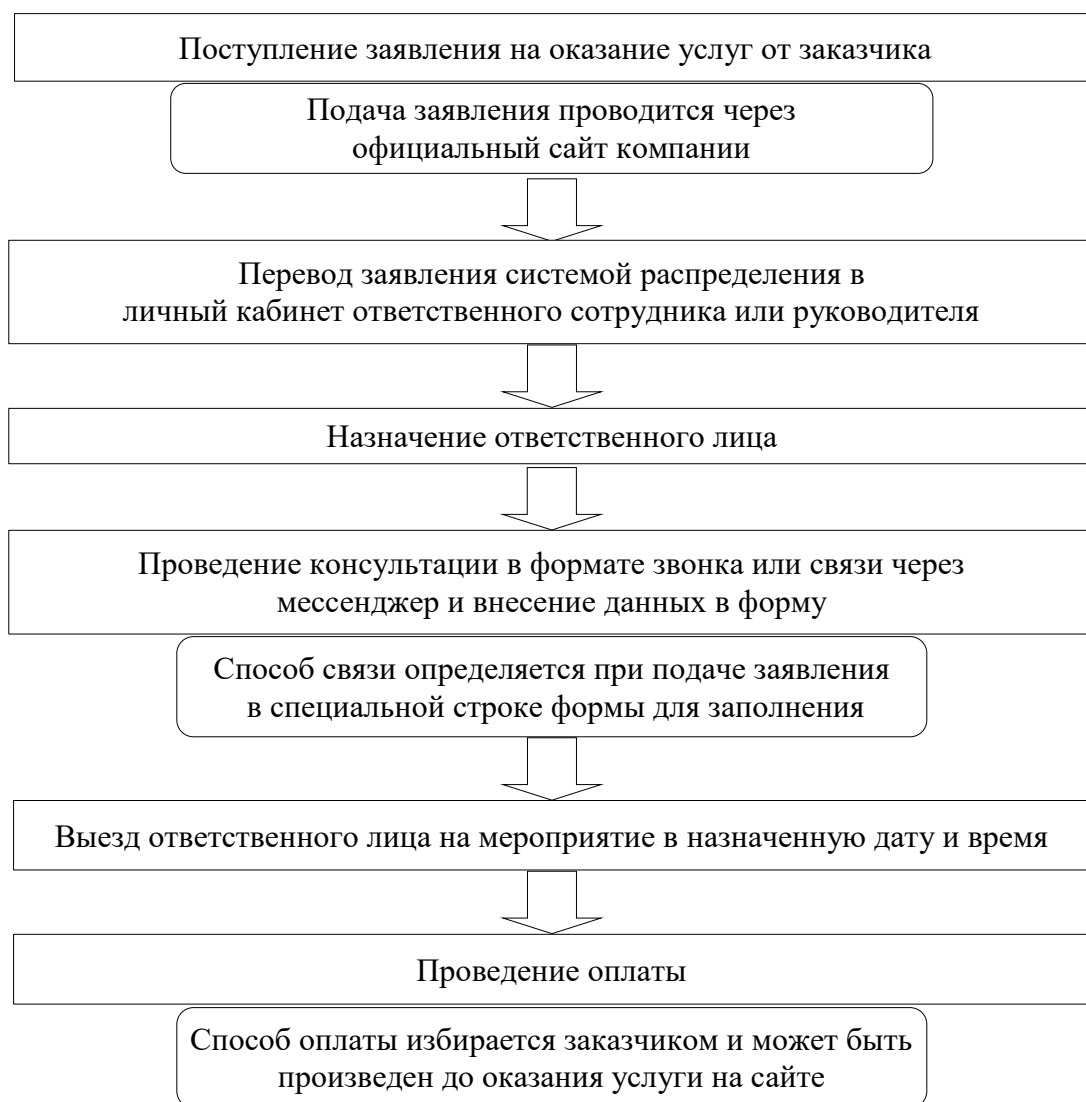 Поступление заявления на оказание услуг от заказчика
Подача заявления проводится через
официальный сайт компании
Перевод заявления системой распределения в
личный кабинет ответственного сотрудника или руководителя
Назначение ответственного лица
Проведение консультации в формате звонка или связи через
мессенджер и внесение данных в форму
Способ связи определяется при подаче заявления
в специальной строке формы для заполнения
Выезд ответственного лица на мероприятие в назначенную дату и время
Проведение оплаты
Способ оплаты избирается заказчиком и может быть
произведен до оказания услуги на сайте